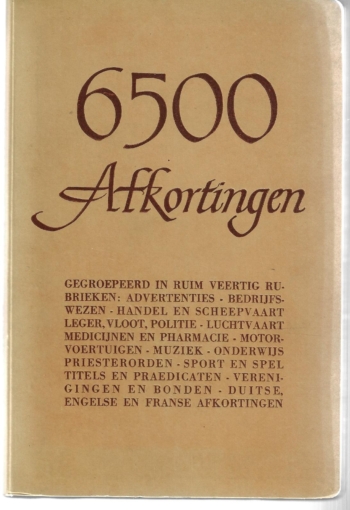 6500
Afkortingen
GEGROEPEERD IN RUIM VEERTIG RU-
BRIEKEN: ADVERTENTIES - BEDRIJFS-
WEZEN - HANDEL EN SCHEEPVAART
LEGER, VLOOT, POLITIE - LUCHTVAART
MEDICIJNEN EN PHARMACIE - MOTOR-
VOERTUIGEN - MUZIEK - ONDERWIJS
PRIESTERORDEN - SPORT EN SPEL
TITELS EN PRAEDICATEN - VERENI-
GINGEN EN BONDEN - DUITSE,
ENGELSE EN FRANSE AFKORTINGEN